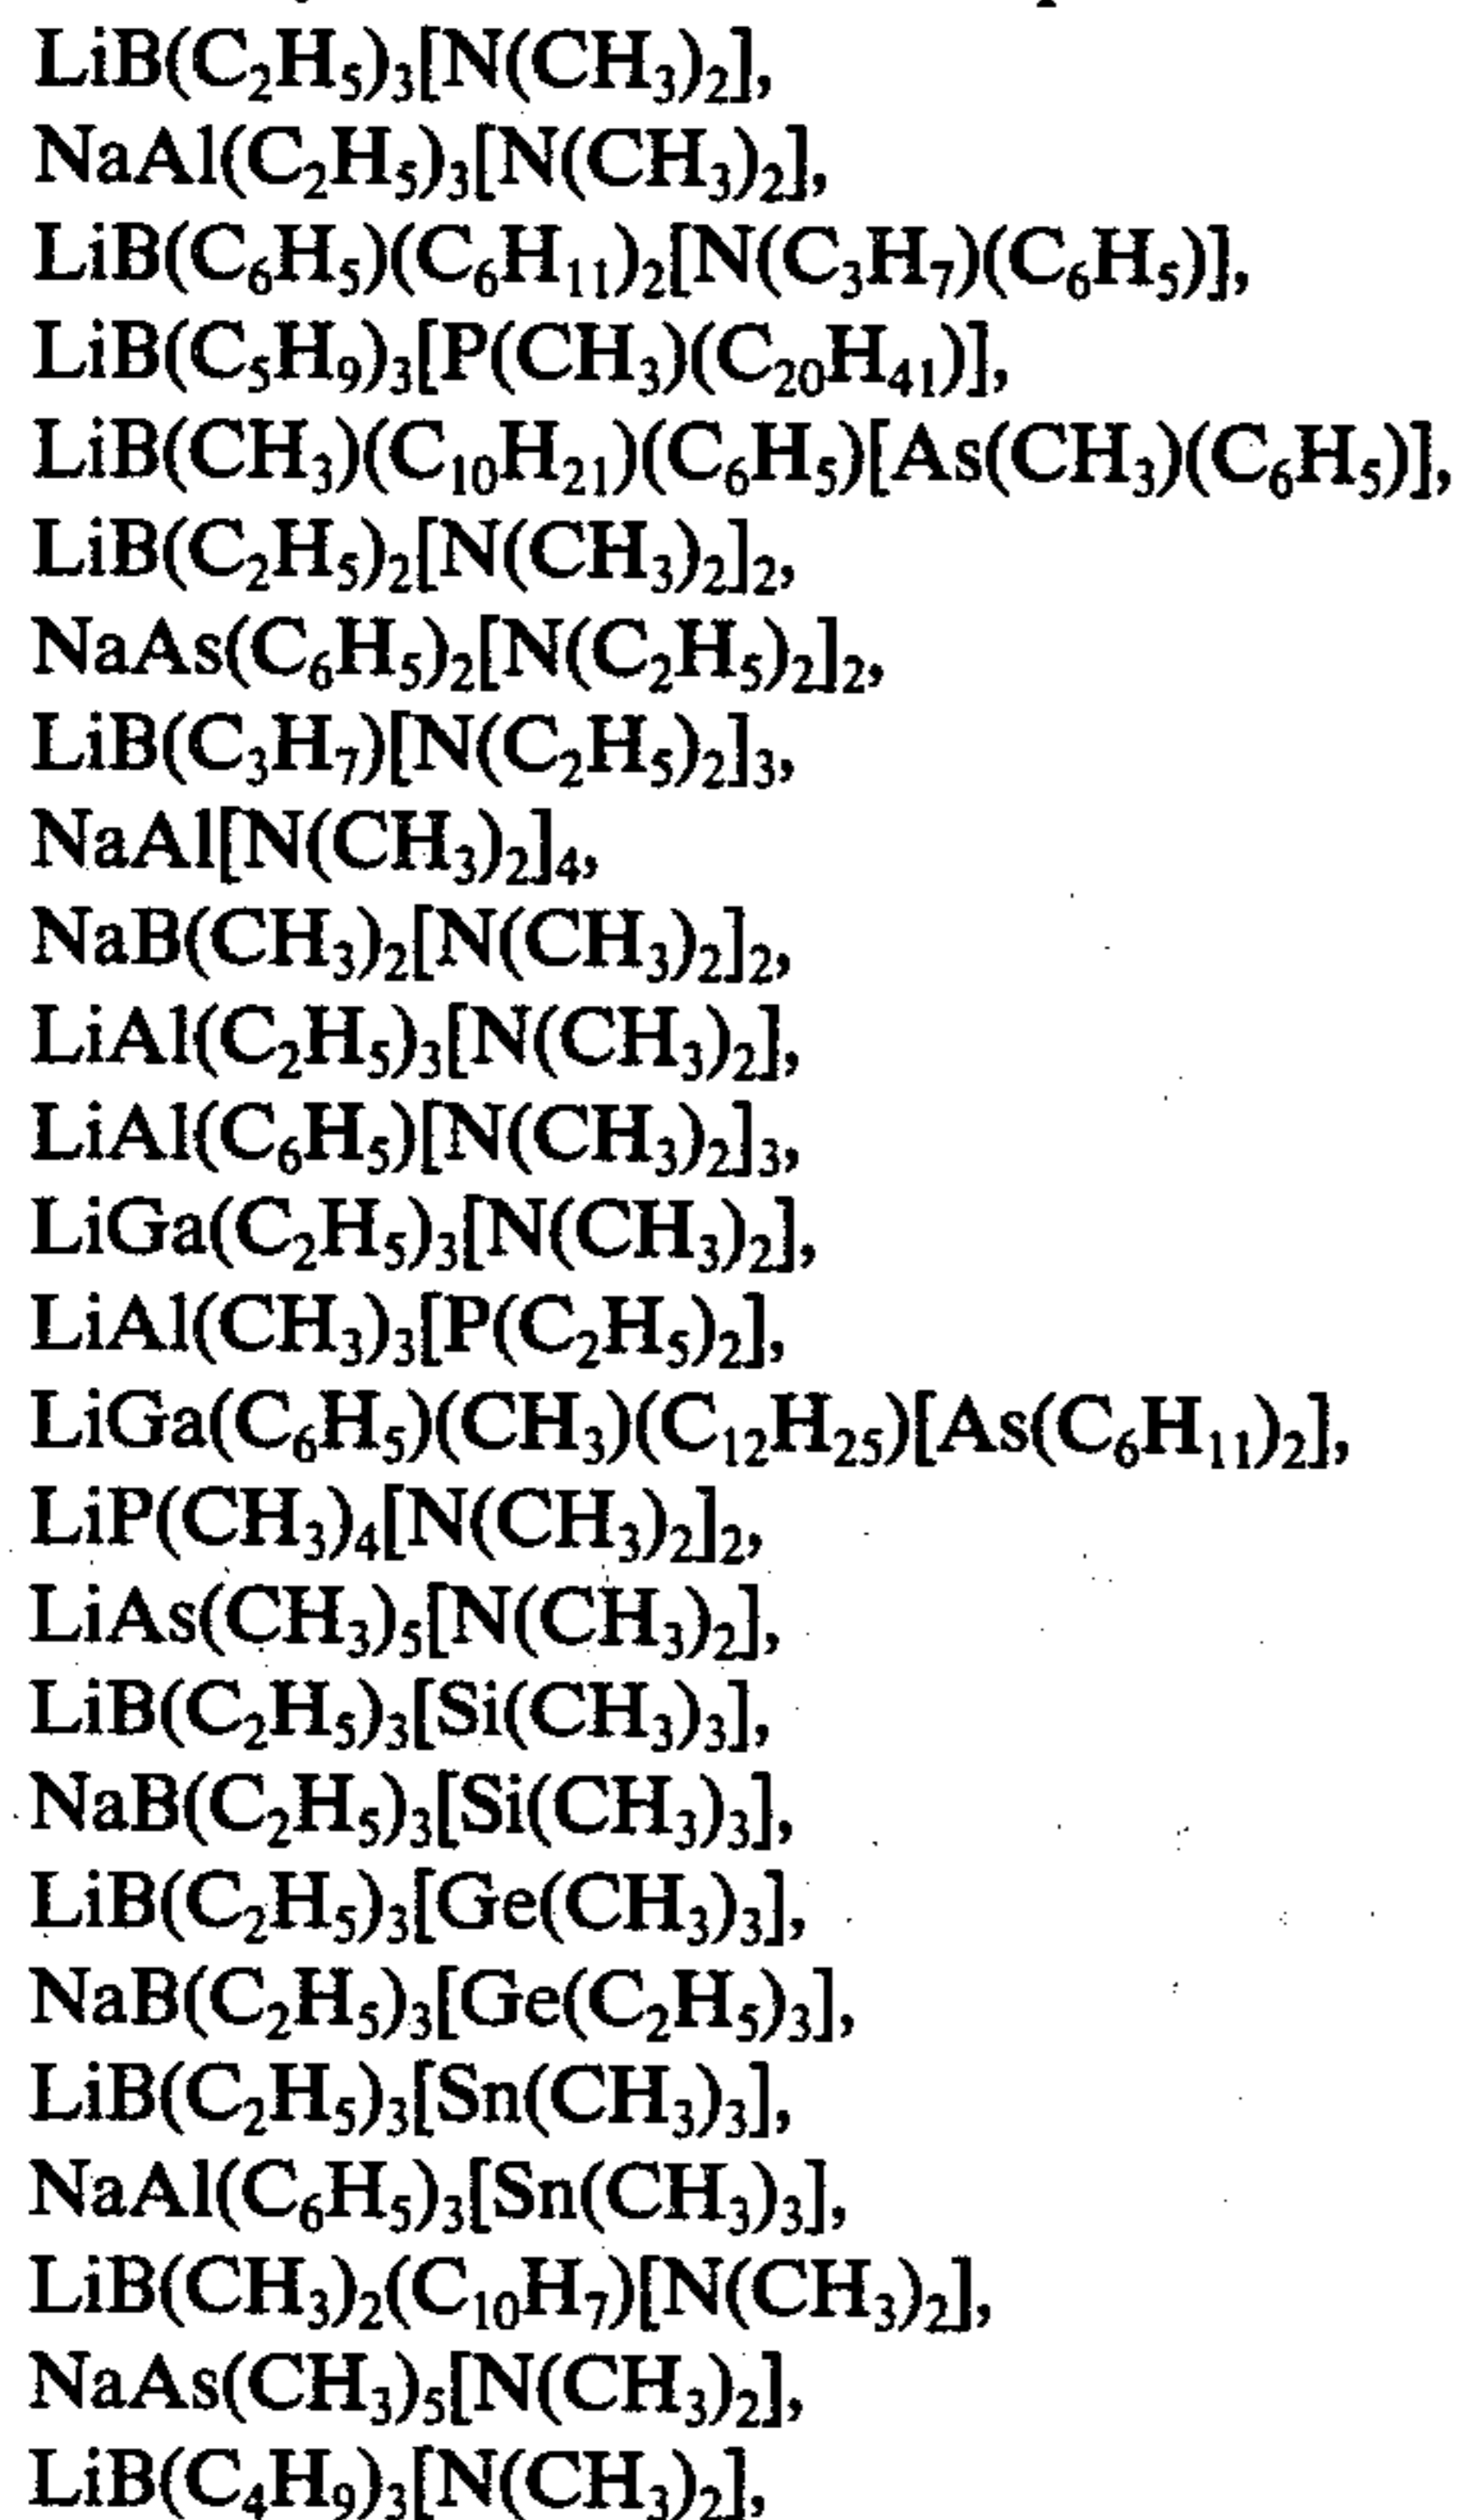 LiB(C₂H₅)₃[N(CH₃)₂],
NaAl(C₂H₅)₃[N(CH₃)₂],
LiB(C₆H₅)(C₆H₁₁)₂[N(C₃H₇)(C₆H₅)],
LiB(C₅H₉)₃[P(CH₃)(C₂₀H₄₁)],
LiB(CH₃)(C₁₀H₂₁)(C₆H₅)[As(CH₃)(C₆H₅)],
LiB(C₂H₅)₂[N(CH₃)₂]₂,
NaAs(C₆H₅)₂[N(C₂H₅)₂]₂,
LiB(C₃H₇)[N(C₂H₅)₂]₃,
NaAl[N(CH₃)₂]₄,
NaB(CH₃)₂[N(CH₃)₂]₂,
LiAl(C₂H₅)₃[N(CH₃)₂],
LiAl(C₆H₅)[N(CH₃)₂]₃,
LiGa(C₂H₅)₃[N(CH₃)₂],
LiAl(CH₃)₃[P(C₂H₅)₂],
LiGa(C₆H₅)(CH₃)(C₁₂H₂₅)[As(C₆H₁₁)₂],
LiP(CH₃)₄[N(CH₃)₂]₂,
LiAs(CH₃)₅[N(CH₃)₂],
LiB(C₂H₅)₃[Si(CH₃)₃],
NaB(C₂H₅)₃[Si(CH₃)₃],
LiB(C₂H₅)₃[Ge(CH₃)₃],
NaB(C₂H₅)₃[Ge(C₂H₅)₃],
LiB(C₂H₅)₃[Sn(CH₃)₃],
NaAl(C₆H₅)₃[Sn(CH₃)₃],
LiB(CH₃)₂(C₁₀H₇)[N(CH₃)₂],
NaAs(CH₃)₅[N(CH₃)₂],
LiB(C₄H₉)₃[N(CH₃)₂],